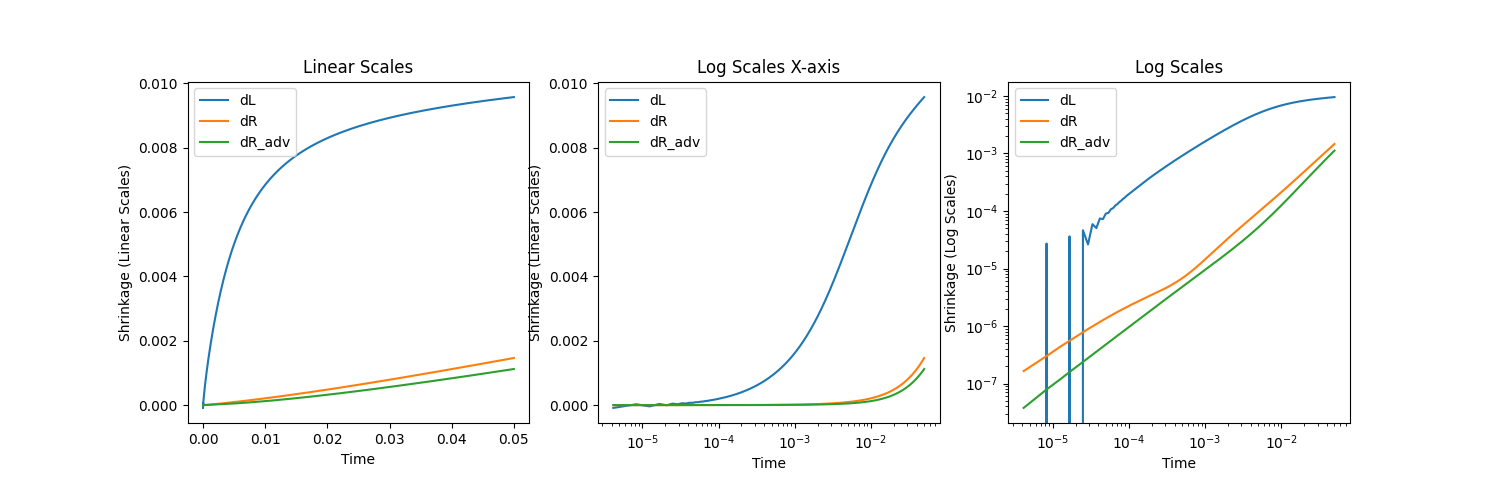 Linear Scales
Shrinkage (Linear Scales)
0.010
0.008
0.006
0.004
0.002
0.000
dL
dR
dR_adv
0.00 0.01 0.02 0.03 0.04 0.05
Time
Log Scales X-axis
Shrinkage (Linear Scales)
0.010
0.008
0.006
0.004
0.002
0.000
dL
dR
dR_adv
10⁻⁵ 10⁻⁴ 10⁻³ 10⁻²
Time
Log Scales
Shrinkage (Log Scales)
10⁻²
10⁻³
10⁻⁴
10⁻⁵
10⁻⁶
10⁻⁷
dL
dR
dR_adv
10⁻⁵ 10⁻⁴ 10⁻³ 10⁻²
Time